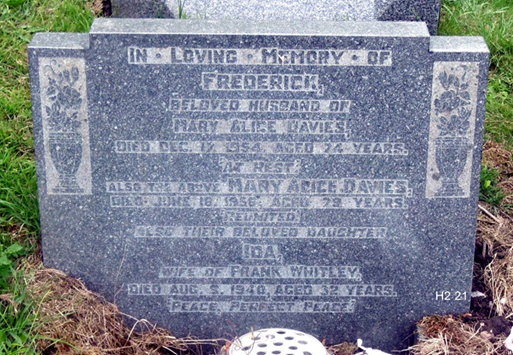 IN · LOVING · MEMORY · OF
FREDERICK,
BELOVED HUSBAND OF
MARY ALICE DAVIES,
DIED DEC. 17, 1954, AGED 74 YEARS.
"AT REST"
ALSO THE ABOVE MARY ALICE DAVIES,
DIED JUNE 18, 1956, AGED 79 YEARS.
"REUNITED."
ALSO THEIR BELOVED DAUGHTER
IDA,
WIFE OF FRANK WHITLEY,
DIED AUG. 5, 1940, AGED 32 YEARS.
"PEACE, PERFECT PEACE."
H2 21